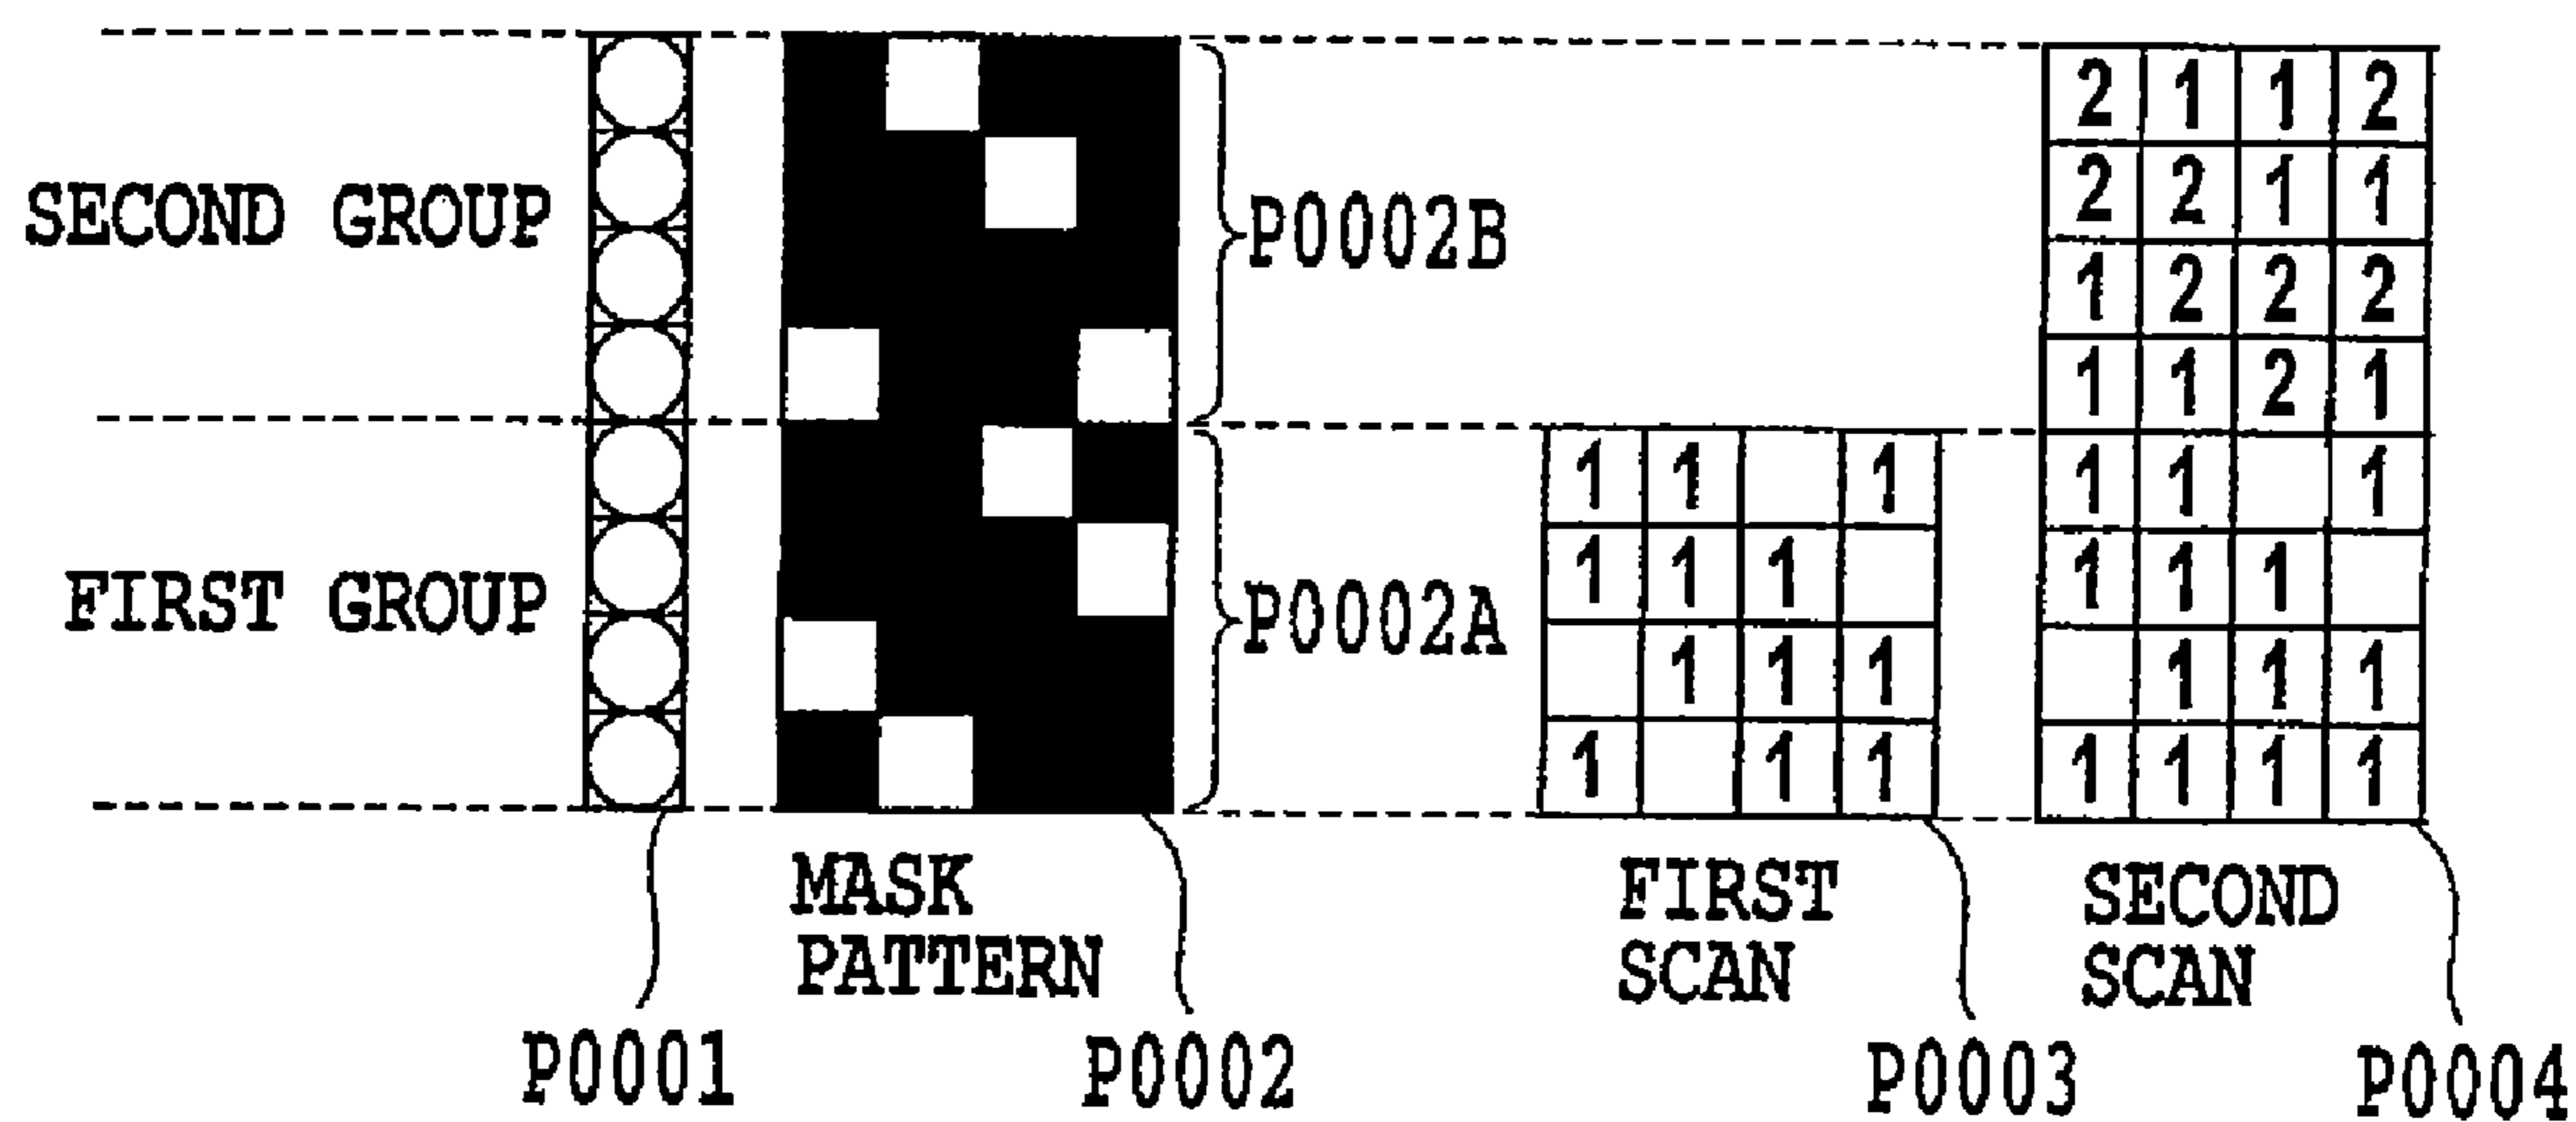 2 1 1 2
2 2 1 1
SECOND GROUP
P0002B
1 2 2 2
1 1 2 1
1 1 1
1 1 1
1 1 1
1 1 1
FIRST GROUP
P0002A
1 1 1
1 1 1
1 1 1
1 1 1 1
MASK
PATTERN
FIRST
SCAN
SECOND
SCAN
P0001
P0002
P0003
P0004